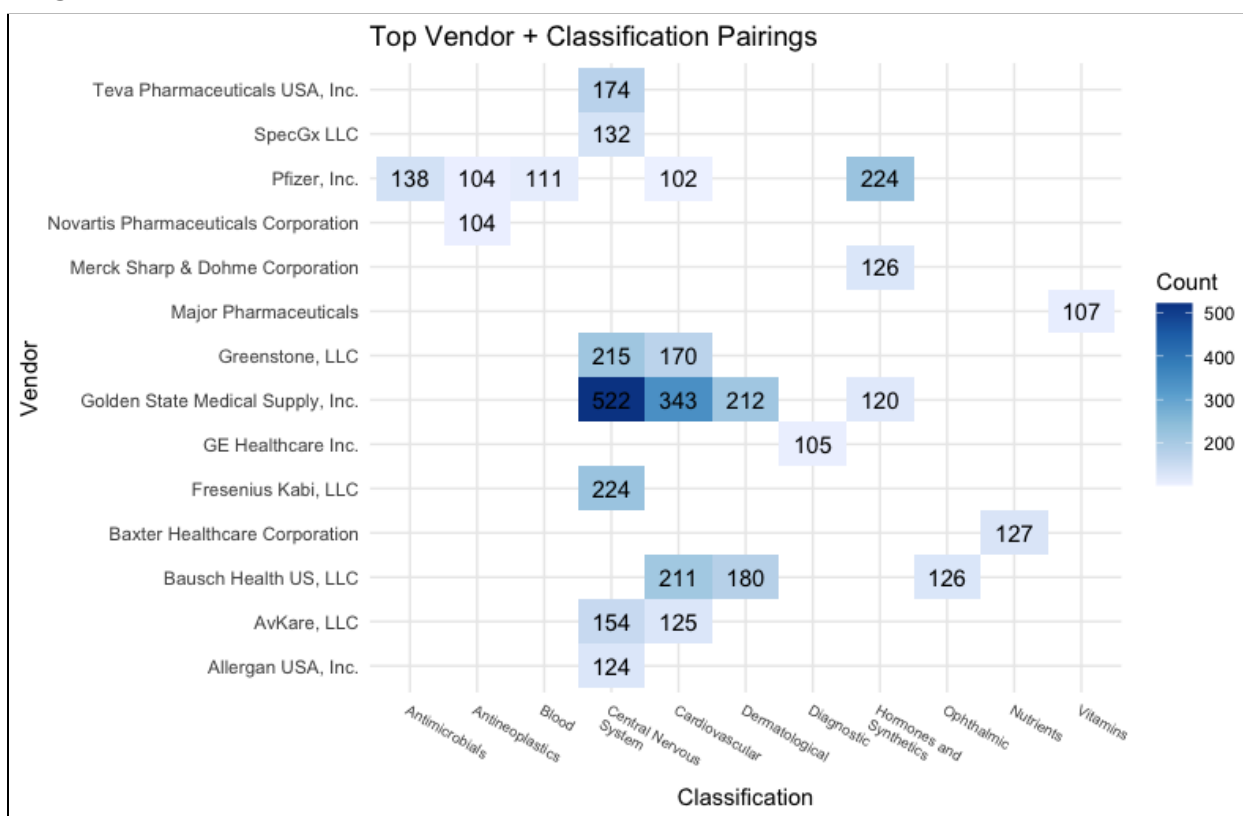 Top Vendor + Classification Pairings
Teva Pharmaceuticals USA, Inc. 174
SpecGx LLC 132
Pfizer, Inc. 138 104 111 102 224
Novartis Pharmaceuticals Corporation 104
Merck Sharp & Dohme Corporation 126
Major Pharmaceuticals 107
Greenstone, LLC 215 170
Golden State Medical Supply, Inc. 522 343 212 120
GE Healthcare Inc. 105
Fresenius Kabi, LLC 224
Baxter Healthcare Corporation 127
Bausch Health US, LLC 211 180 126
AvKare, LLC 154 125
Allergan USA, Inc. 124
Vendor
Antimicrobials
Antineoplastics
Blood
Central Nervous
System
Cardiovascular
Dermatological
Diagnostic
Hormones and
Synthetics
Ophthalmic
Nutrients
Vitamins
Classification
Count
500
400
300
200